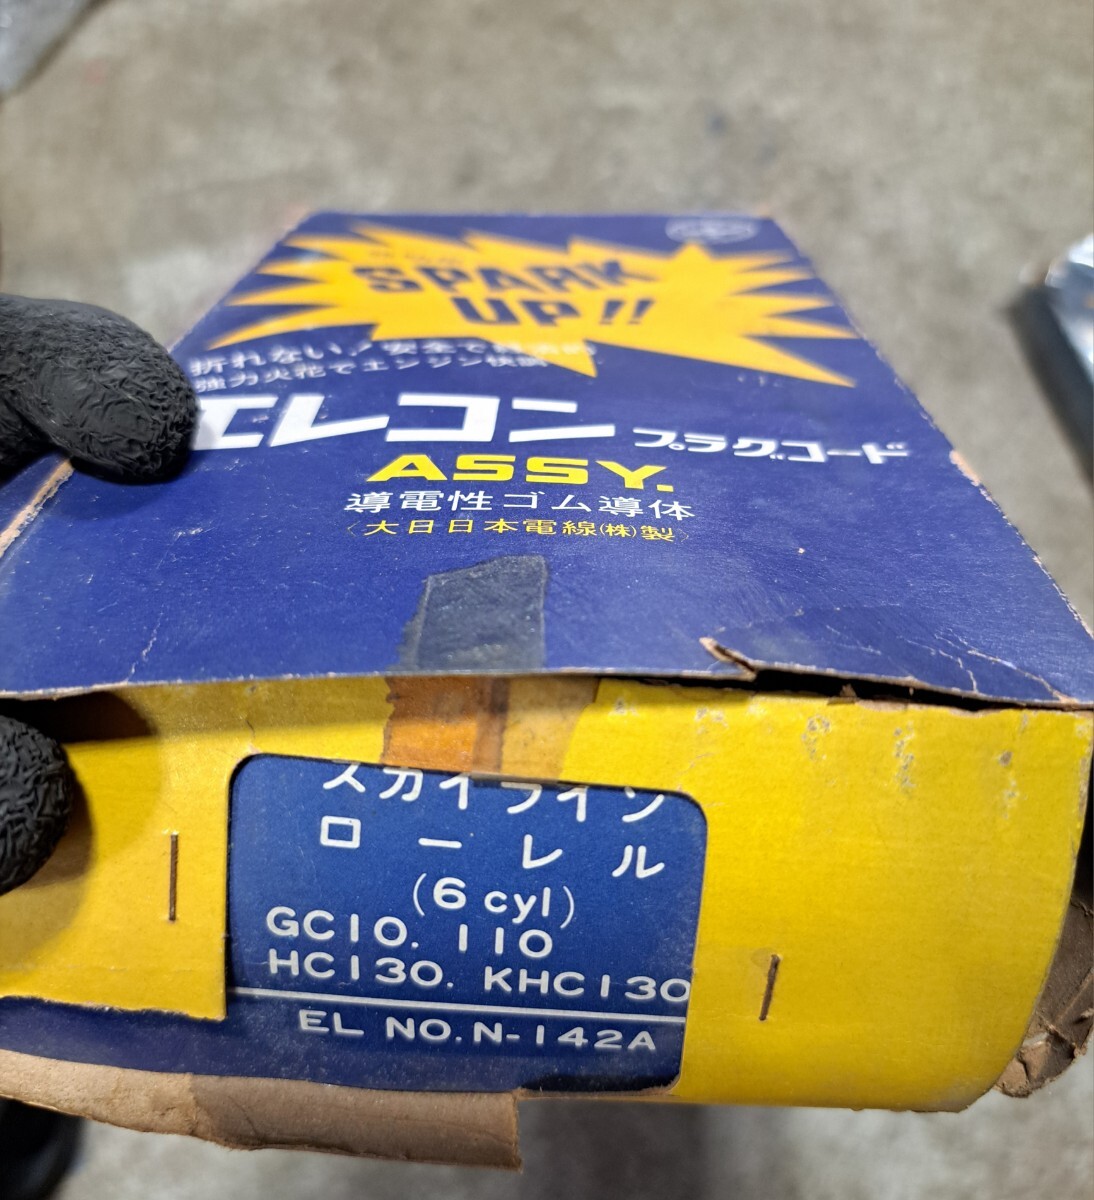 SPARK
UP!!
折れない!安全で経済的
強力火花でエンジン快調
エレコン プラグコード
ASSY.
導電性ゴム導体
〈大日日本電線(株)製〉
スカイライン
ローレル
(6 cyl)
GC10. 110
HC130. KHC130
EL NO. N-142A